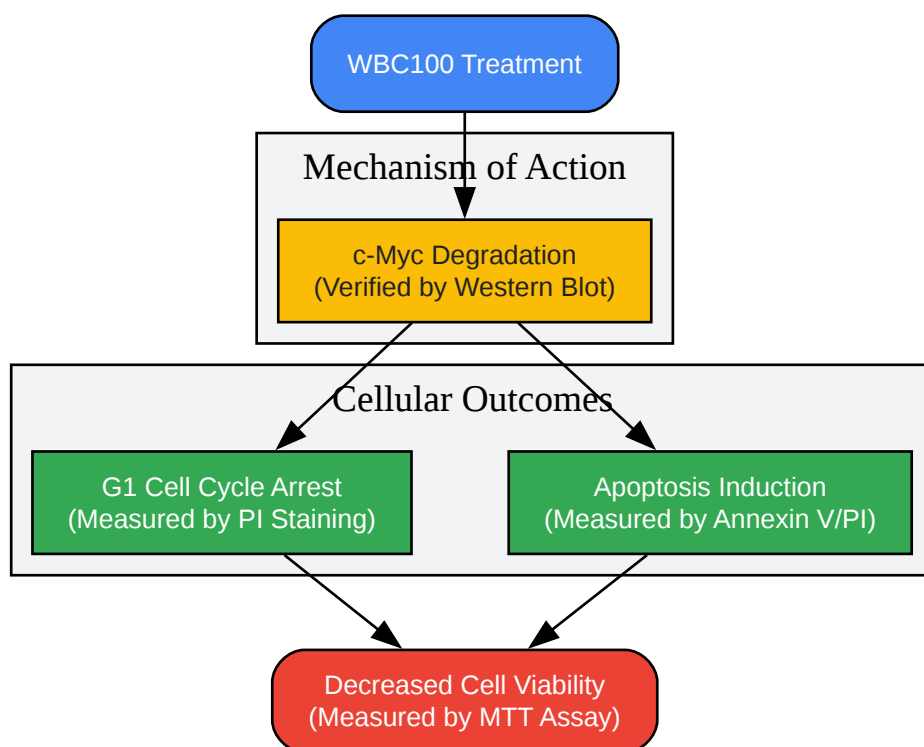 WBC100 Treatment
Mechanism of Action
c-Myc Degradation
(Verified by Western Blot)
Cellular Outcomes
G1 Cell Cycle Arrest
(Measured by PI Staining)
Apoptosis Induction
(Measured by Annexin V/PI)
Decreased Cell Viability
(Measured by MTT Assay)